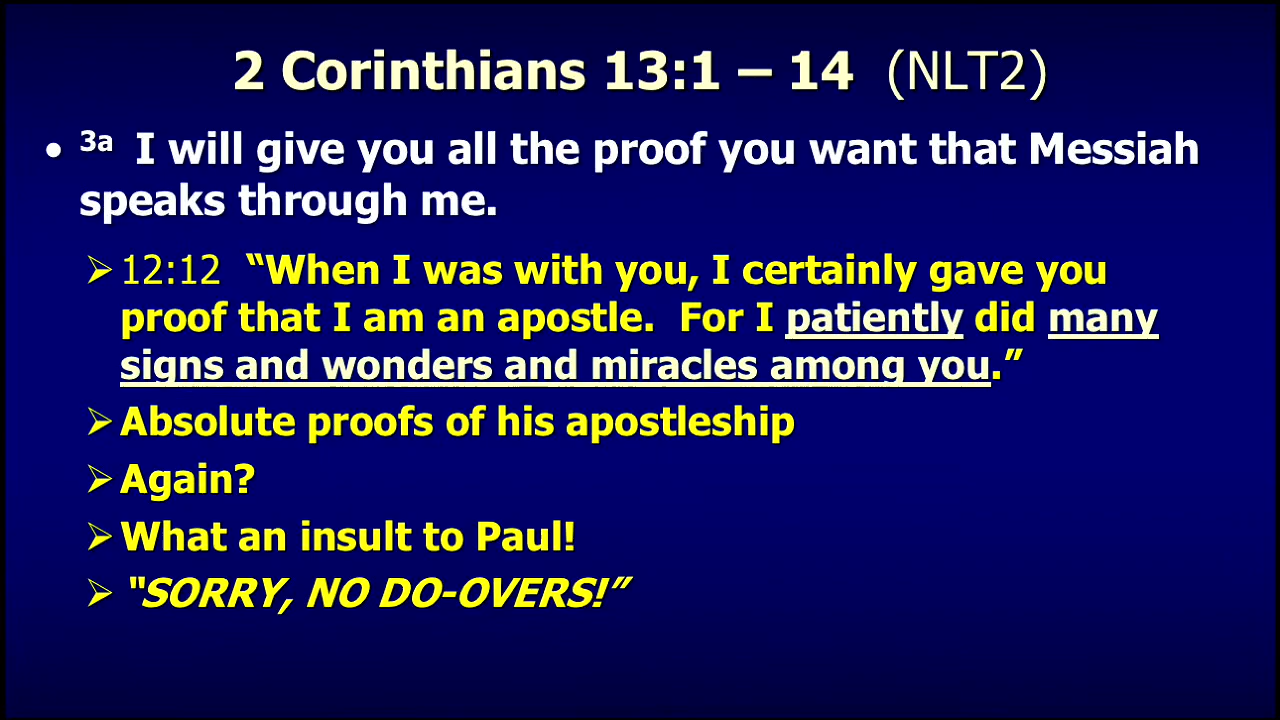 2 Corinthians 13:1 – 14 (NLT2)
• 3a I will give you all the proof you want that Messiah
speaks through me.
➢ 12:12 “When I was with you, I certainly gave you
proof that I am an apostle. For I patiently did many
signs and wonders and miracles among you.”
➢ Absolute proofs of his apostleship
➢ Again?
➢ What an insult to Paul!
➢ “SORRY, NO DO-OVERS!”